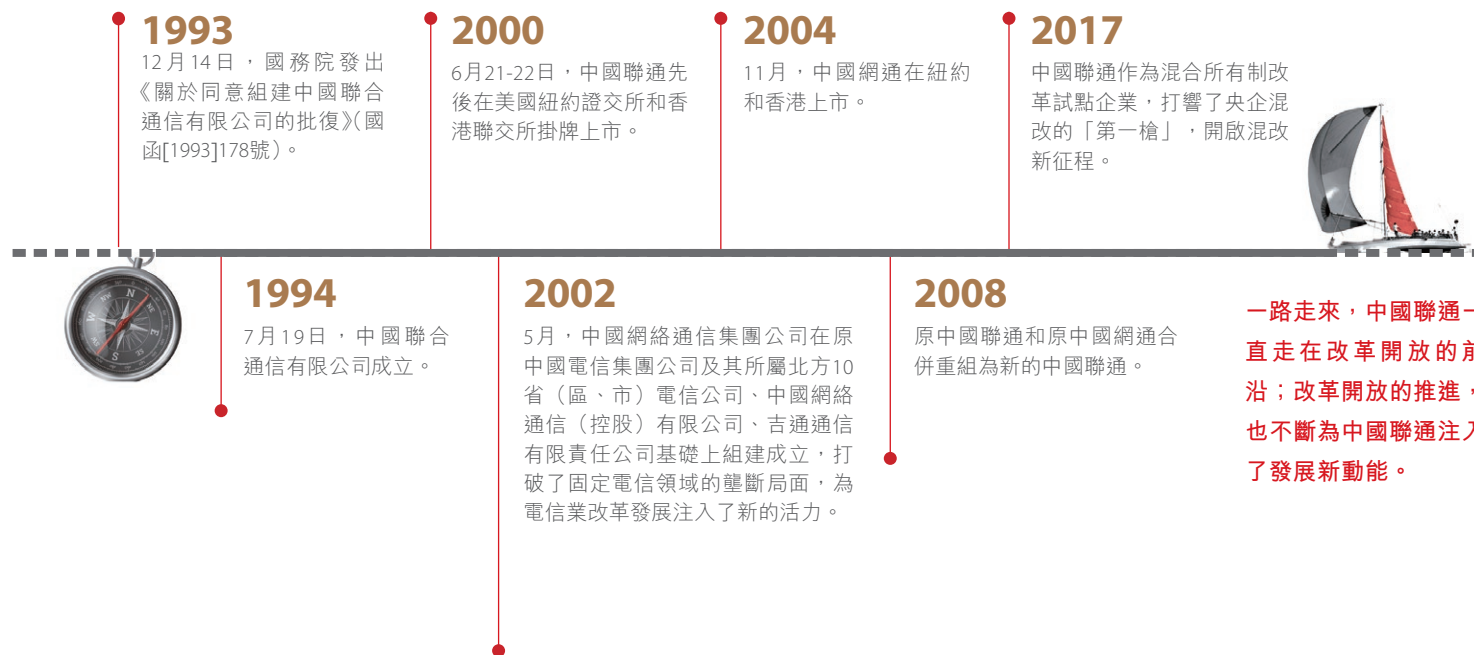 1993
12月14日，國務院發出
《關於同意組建中國聯合
通信有限公司的批復》（國
函[1993]178號）。
2000
6月21-22日，中國聯通先
後在美國紐約證交所和香
港聯交所掛牌上市。
2004
11月，中國網通在紐約
和香港上市。
2017
中國聯通作為混合所有制改
革試點企業，打響了央企混
改的「第一槍」，開啟混改
新征程。
1994
7月19日，中國聯合
通信有限公司成立。
2002
5月，中國網絡通信集團公司在原
中國電信集團公司及其所屬北方10
省（區、市）電信公司、中國網絡
通信（控股）有限公司、吉通通信
有限責任公司基礎上組建成立，打
破了固定電信領域的壟斷局面，為
電信業改革發展注入了新的活力。
2008
原中國聯通和原中國網通合
併重組為新的中國聯通。
一路走來，中國聯通一
直走在改革開放的前
沿；改革開放的推進，
也不斷為中國聯通注入
了發展新動能。
N
NE
E
S
W
NW